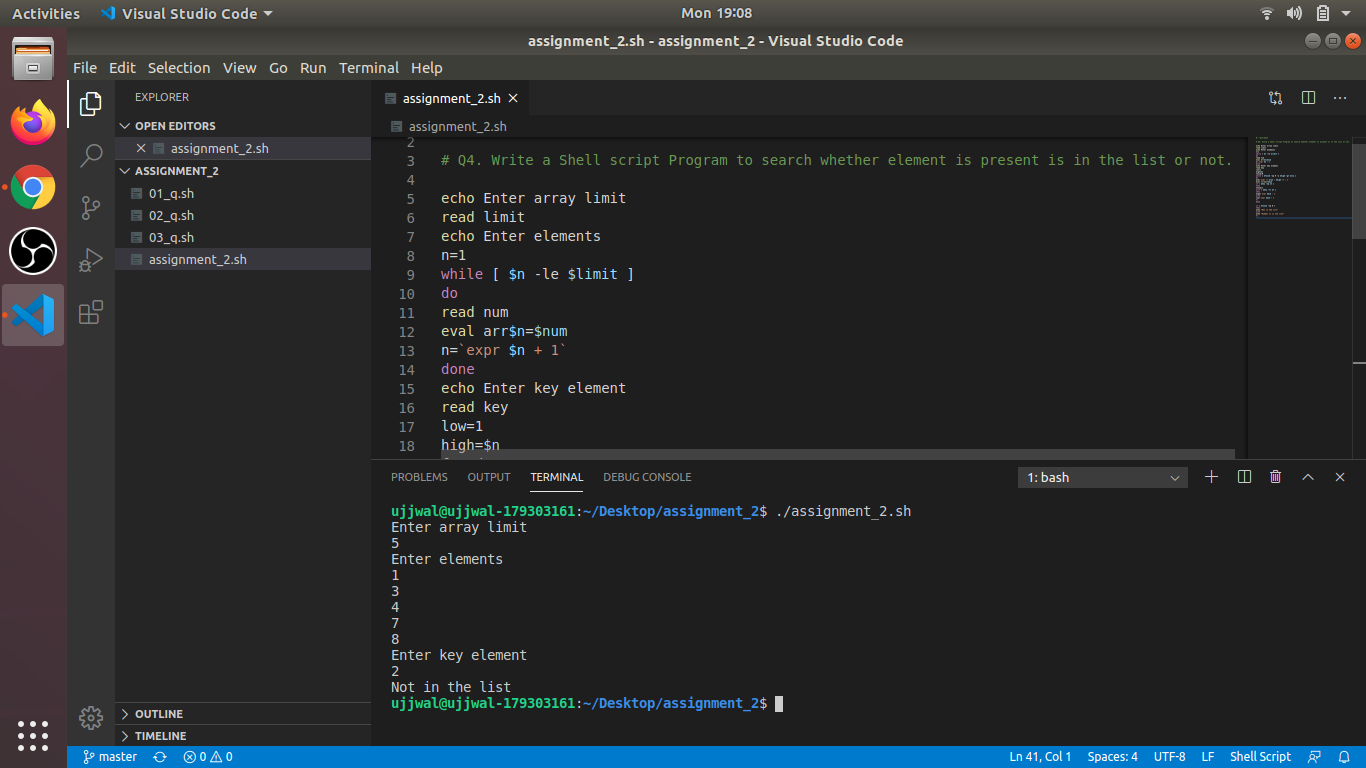 Activities
Visual Studio Code
Mon 19:08
assignment_2.sh - assignment_2 - Visual Studio Code
File Edit Selection View Go Run Terminal Help
EXPLORER
OPEN EDITORS
assignment_2.sh
ASSIGNMENT_2
01_q.sh
02_q.sh
03_q.sh
assignment_2.sh
OUTLINE
TIMELINE
assignment_2.sh
assignment_2.sh
2
3 # Q4. Write a Shell script Program to search whether element is present is in the list or not.
4
5 echo Enter array limit
6 read limit
7 echo Enter elements
8 n=1
9 while [ $n -le $limit ]
10 do
11 read num
12 eval arr$n=$num
13 n=`expr $n + 1`
14 done
15 echo Enter key element
16 read key
17 low=1
18 high=$n
PROBLEMS OUTPUT TERMINAL DEBUG CONSOLE
1: bash
ujjwal@ujjwal-179303161:~/Desktop/assignment_2$ ./assignment_2.sh
Enter array limit
5
Enter elements
1
3
4
7
8
Enter key element
2
Not in the list
ujjwal@ujjwal-179303161:~/Desktop/assignment_2$
master
0
0
Ln 41, Col 1
Spaces: 4
UTF-8
LF
Shell Script